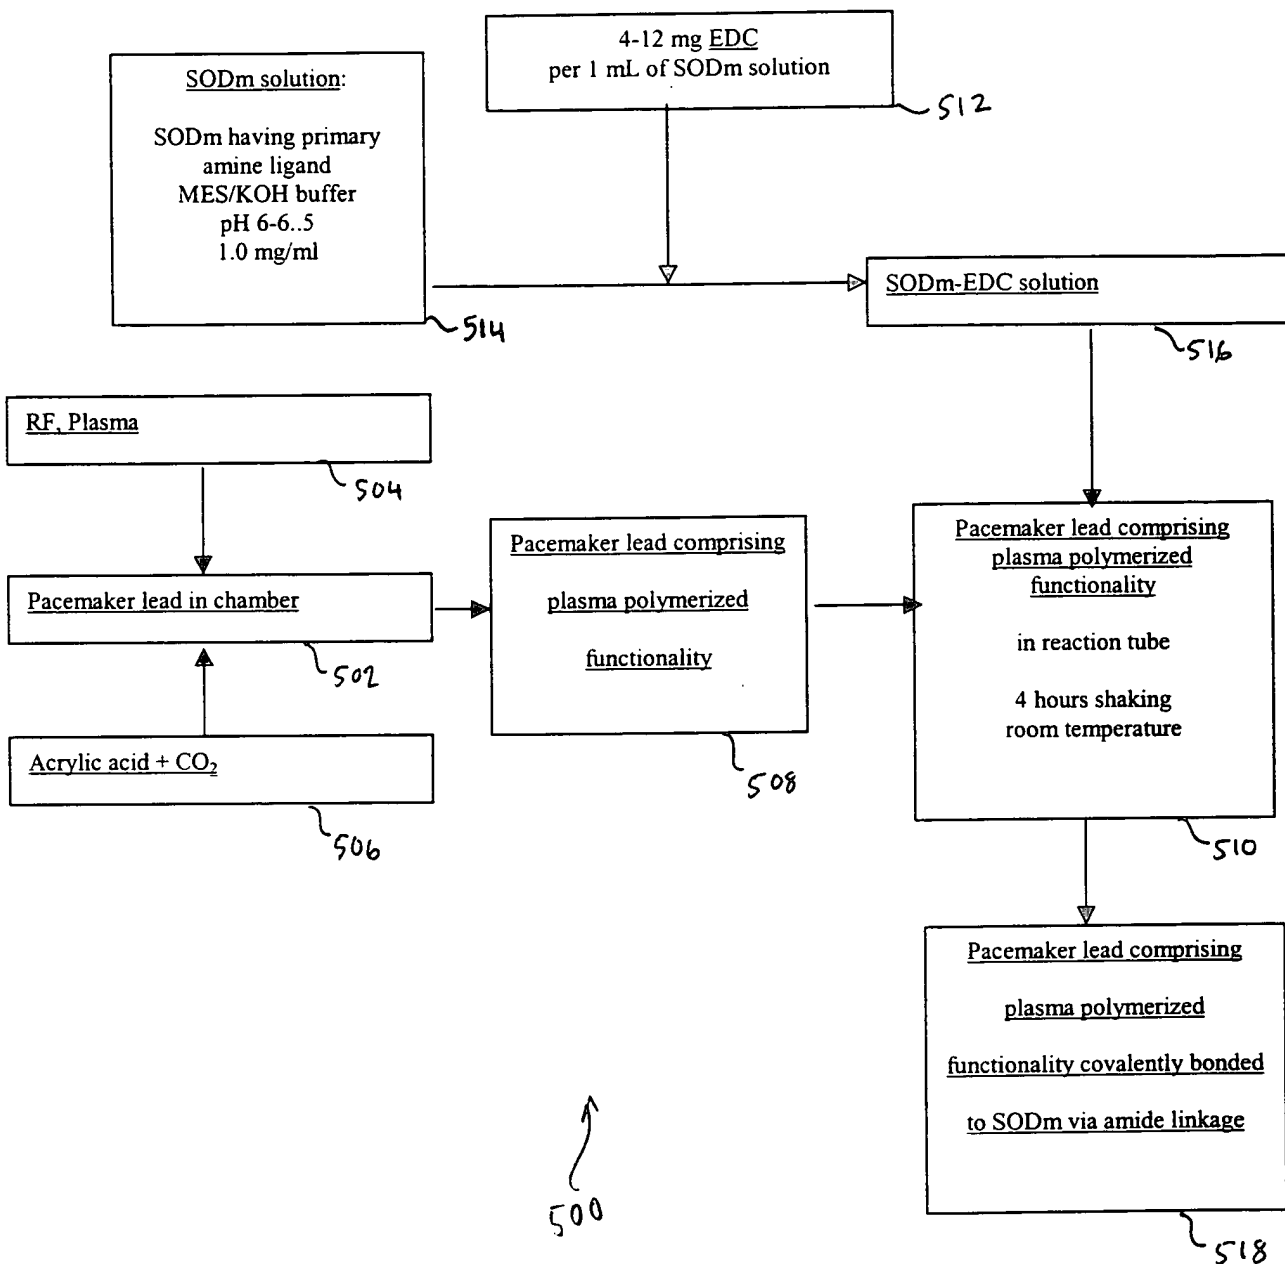 4-12 mg EDC
per 1 mL of SODm solution
512
SODm solution:
SODm having primary
amine ligand
MES/KOH buffer
pH 6-6..5
1.0 mg/ml
514
SODm-EDC solution
516
RF, Plasma
504
Pacemaker lead in chamber
502
Acrylic acid + CO₂
506
Pacemaker lead comprising
plasma polymerized
functionality
508
Pacemaker lead comprising
plasma polymerized
functionality
in reaction tube
4 hours shaking
room temperature
510
Pacemaker lead comprising
plasma polymerized
functionality covalently bonded
to SODm via amide linkage
518
500